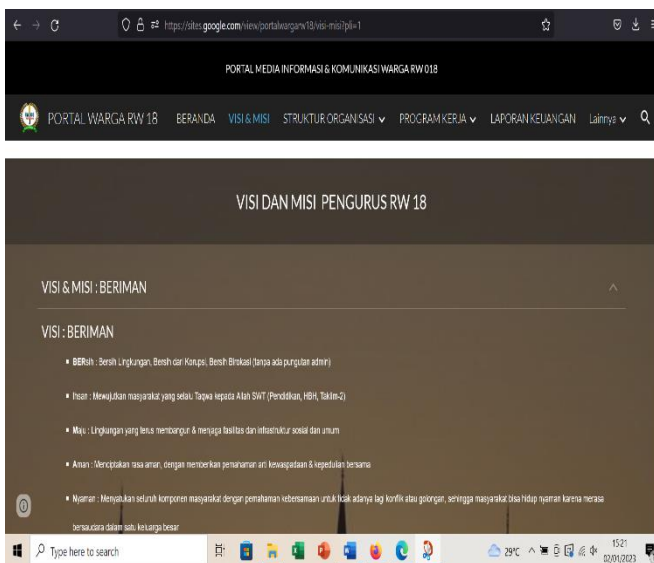 https://sites.google.com/view/portalwargarw18/visi-misi?pli=1
PORTAL MEDIA INFORMASI & KOMUNIKASI WARGA RW 018
PORTAL WARGA RW 18 BERANDA VISI & MISI STRUKTUR ORGANISASI PROGRAM KERJA LAPORAN KEUANGAN Lainnya
VISI DAN MISI PENGURUS RW 18
VISI & MISI : BERIMAN
VISI : BERIMAN
▪ BERsih : Bersih Lingkungan, Bersih dari Korupsi, Bersih Birokasi (tanpa ada pungutan admin)
▪ Ihsan : Mewujutkan masyarakat yang selalu Taqwa kepada Allah SWT (Pendidikan, HBH, Taklim-2)
▪ Maju : Lingkungan yang terus membangun & menjaga fasilitas dan infrastruktur sosial dan umum
▪ Aman : Menciptakan rasa aman, dengan memberikan pemahaman arti kewaspadaan & kepedulian bersama
▪ Nyaman : Menyatukan seluruh komponen masyarakat dengan pemahaman kebersamaan untuk tidak adanya lagi konflik atau golongan, sehingga masyarakat bisa hidup nyaman karena merasa
bersaudara dalam satu keluarga besar
Type here to search
29°C
15:21
02/01/2023